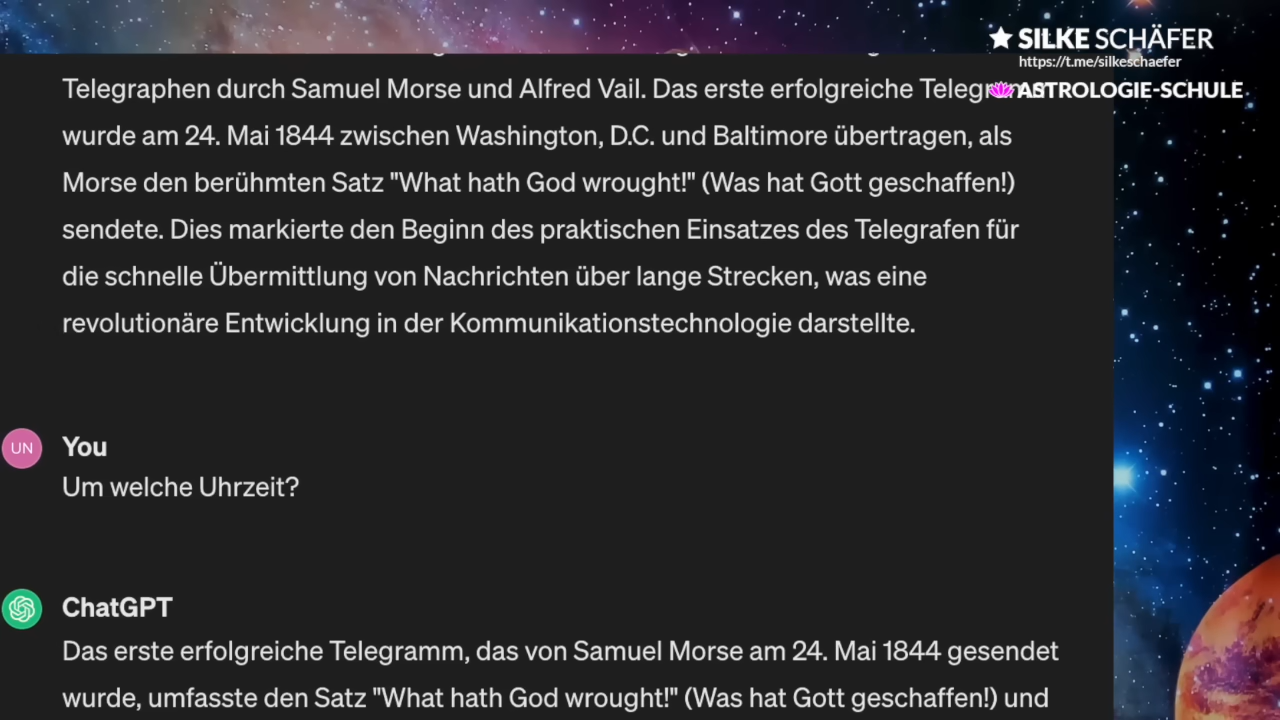 SILKE SCHÄFER
https://t.me/silkeschaefer
ASTROLOGIE-SCHULE
Telegraphen durch Samuel Morse und Alfred Vail. Das erste erfolgreiche
wurde am 24. Mai 1844 zwischen Washington, D.C. und Baltimore übertragen, als
Morse den berühmten Satz "What hath God wrought!" (Was hat Gott geschaffen!)
sendete. Dies markierte den Beginn des praktischen Einsatzes des Telegrafen für
die schnelle Übermittlung von Nachrichten über lange Strecken, was eine
revolutionäre Entwicklung in der Kommunikationstechnologie darstellte.
UN
You
Um welche Uhrzeit?
ChatGPT
Das erste erfolgreiche Telegramm, das von Samuel Morse am 24. Mai 1844 gesendet
wurde, umfasste den Satz "What hath God wrought!" (Was hat Gott geschaffen!) und